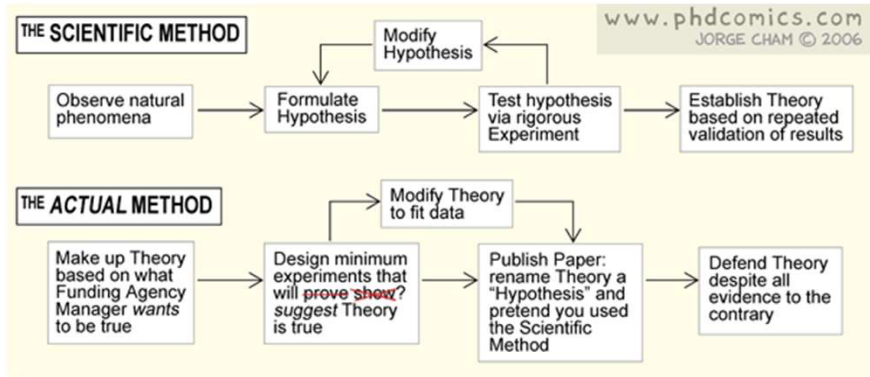 THE SCIENTIFIC METHOD
www.phdcomics.com
JORGE CHAM © 2006
Modify
Hypothesis
Observe natural
phenomena
Formulate
Hypothesis
Test hypothesis
via rigorous
Experiment
Establish Theory
based on repeated
validation of results
THE ACTUAL METHOD
Modify Theory
to fit data
Make up Theory
based on what
Funding Agency
Manager wants
to be true
Design minimum
experiments that
will prove show?
suggest Theory
is true
Publish Paper:
rename Theory a
“Hypothesis” and
pretend you used
the Scientific
Method
Defend Theory
despite all
evidence to the
contrary